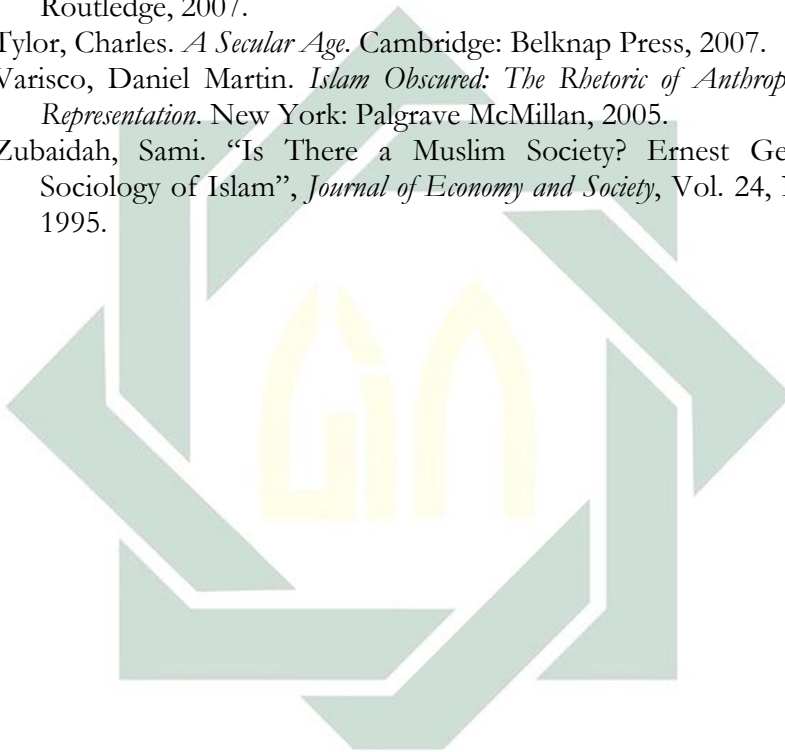 Routledge, 2007.
Tylor, Charles. A Secular Age. Cambridge: Belknap Press, 2007.
Varisco, Daniel Martin. Islam Obscured: The Rhetoric of Anthrop
Representation. New York: Palgrave McMillan, 2005.
Zubaidah, Sami. “Is There a Muslim Society? Ernest Ge
Sociology of Islam”, Journal of Economy and Society, Vol. 24,
1995.